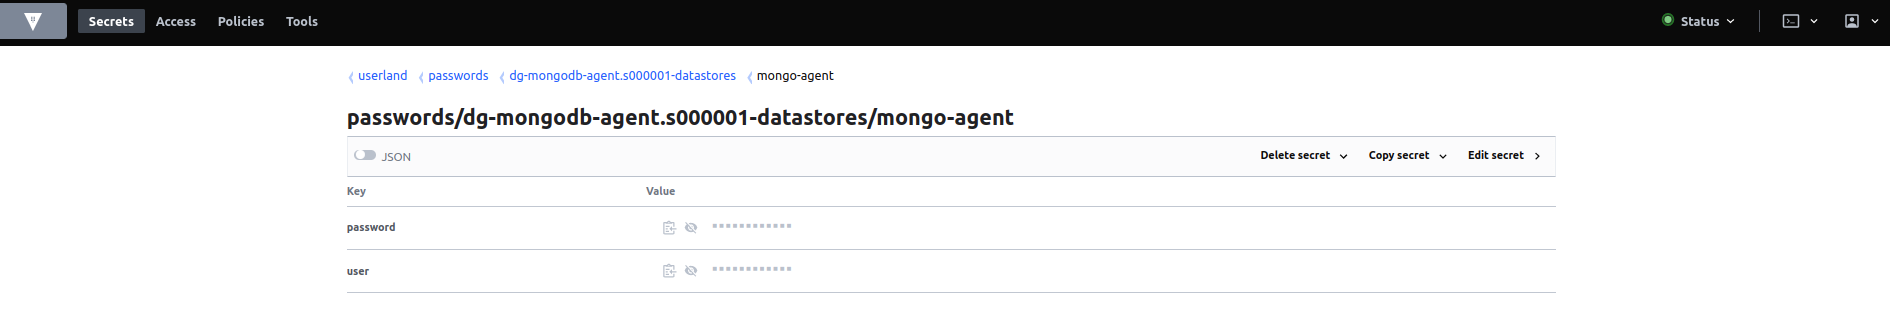 Secrets Access Policies Tools Status
userland passwords dg-mongodb-agent.s000001-datastores mongo-agent
passwords/dg-mongodb-agent.s000001-datastores/mongo-agent
JSON Delete secret Copy secret Edit secret
Key Value
password
user